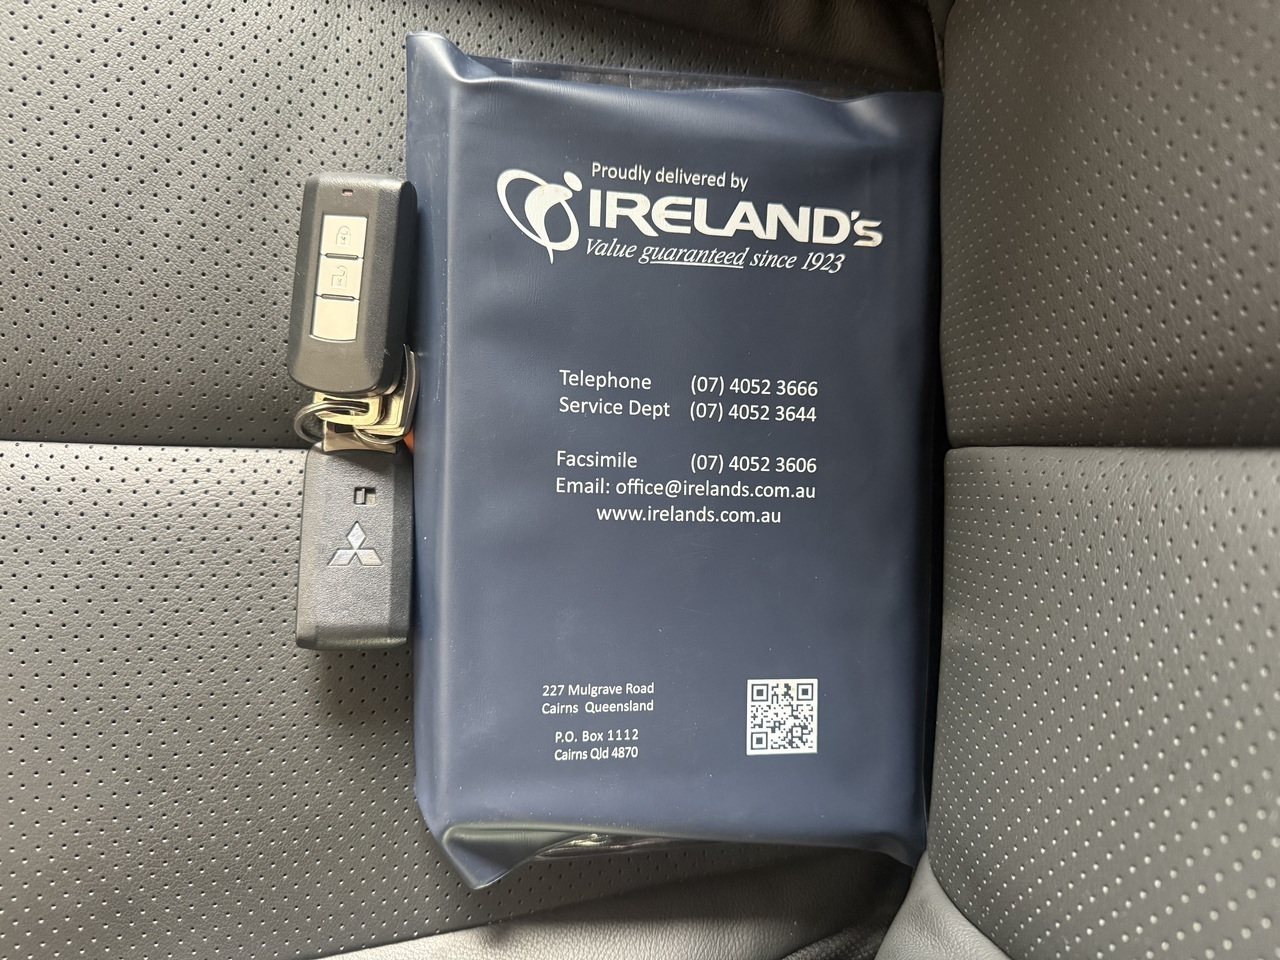 Proudly delivered by
IRELAND's
Value guaranteed since 1923
Telephone (07) 4052 3666
Service Dept (07) 4052 3644
Facsimile (07) 4052 3606
Email: office@irelands.com.au
www.irelands.com.au
227 Mulgrave Road
Cairns Queensland
P.O. Box 1112
Cairns Qld 4870